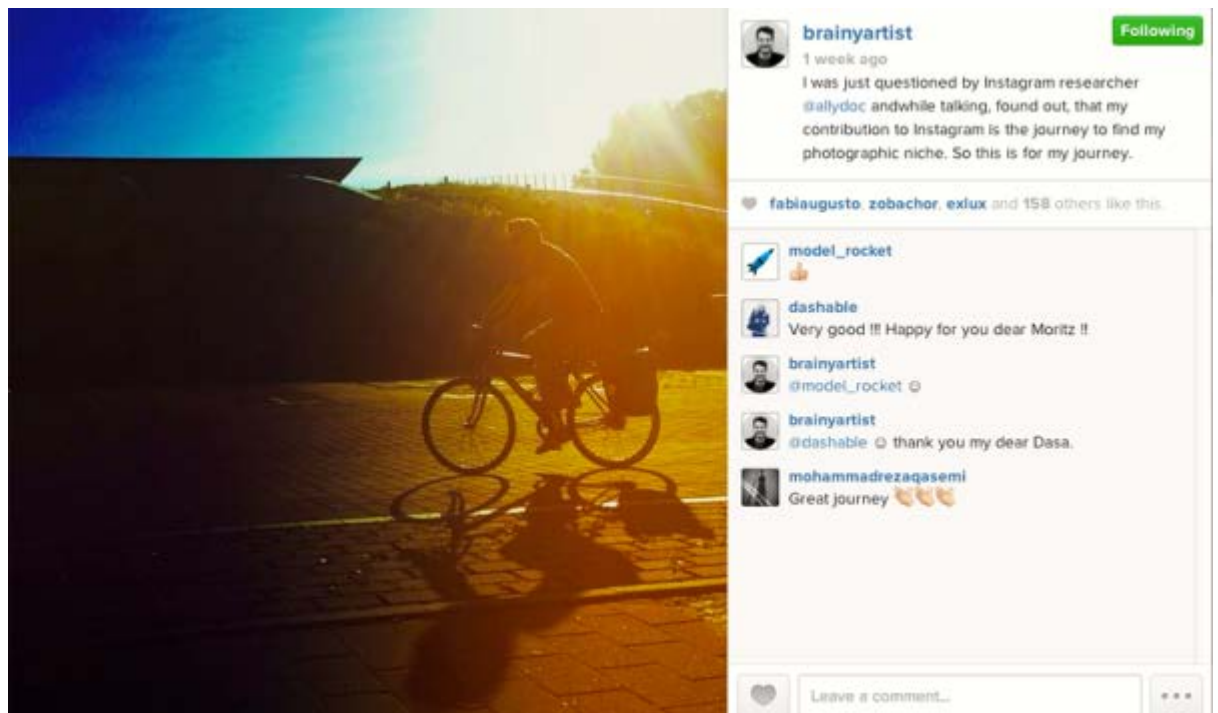 brainyartist
Following
1 week ago
I was just questioned by Instagram researcher
@allydoc andwhile talking, found out, that my
contribution to Instagram is the journey to find my
photographic niche. So this is for my journey.
fabiaugusto, zobachor, exlux and 158 others like this.
model_rocket
👍
dashable
Very good !!! Happy for you dear Moritz !!
brainyartist
@model_rocket ☺
brainyartist
@dashable ☺ thank you my dear Dasa.
mohammadrezaqasemi
Great journey 👏👏👏
Leave a comment...